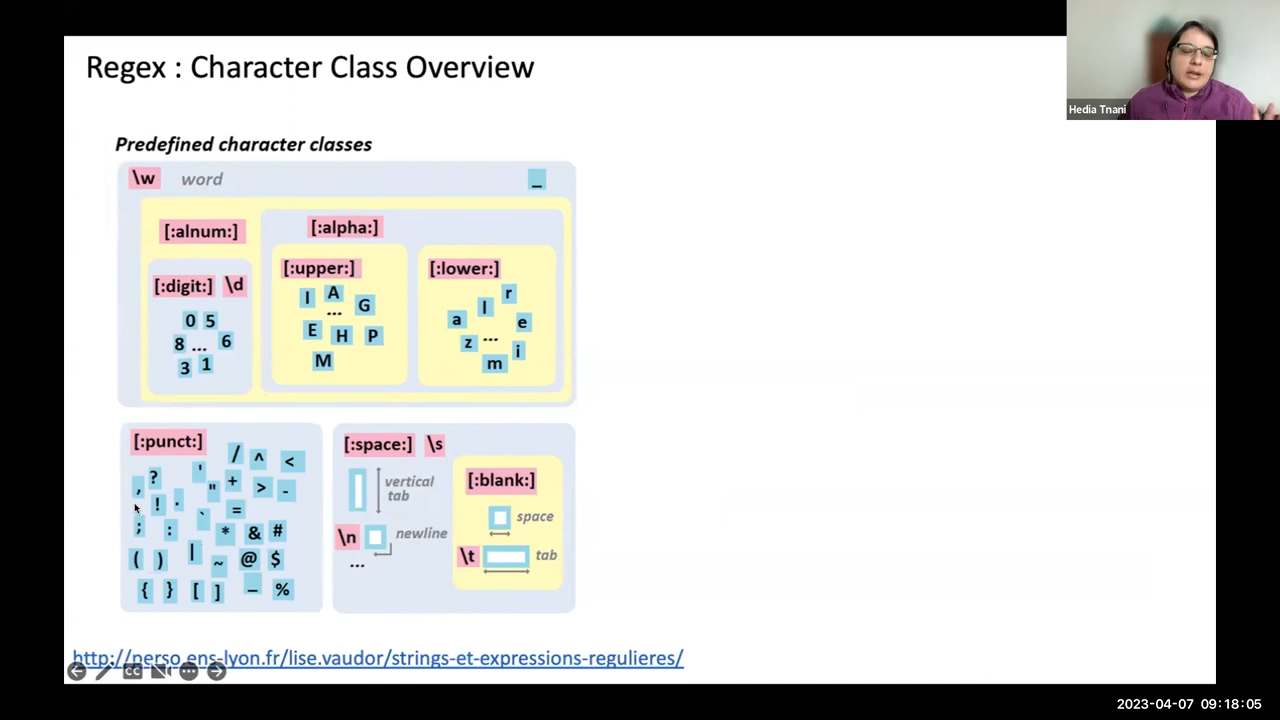 Regex : Character Class Overview
Hedia Tnani
Predefined character classes
\w word _
[:alnum:] [:alpha:]
[:digit:] \d [:upper:] [:lower:]
0 5 8 ... 6 3 1
I A G ... E H P M
r l a e z ... i m
[:punct:]
/ ^ < ' ? , " + > - ! . ` = ; : * & # ( ) | ~ @ $ { } [ ] _ %
[:space:] \s
vertical
tab
\n newline
...
[:blank:]
space
\t tab
http://perso.ens-lyon.fr/lise.vaudor/strings-et-expressions-regulieres/
CC
2023-04-07 09:18:05